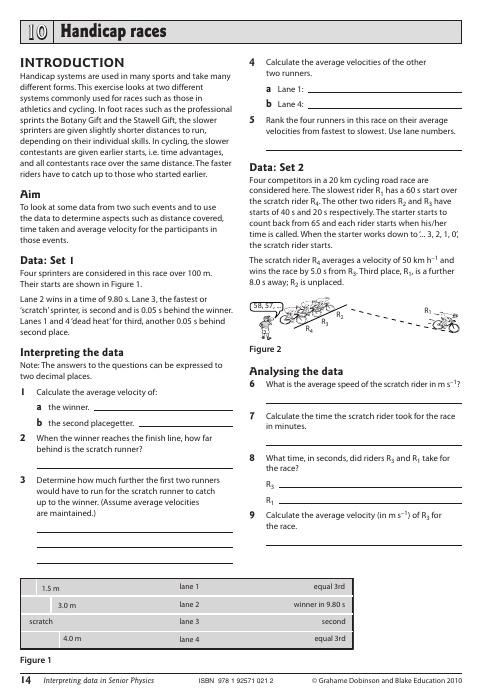 10 Handicap races
INTRODUCTION
Handicap systems are used in many sports and take many
different forms. This exercise looks at two different
systems commonly used for races such as those in
athletics and cycling. In foot races such as the professional
sprints the Botany Gift and the Stawell Gift, the slower
sprinters are given slightly shorter distances to run,
depending on their individual skills. In cycling, the slower
contestants are given earlier starts, i.e. time advantages,
and all contestants race over the same distance. The faster
riders have to catch up to those who started earlier.
Aim
To look at some data from two such events and to use
the data to determine aspects such as distance covered,
time taken and average velocity for the participants in
those events.
Data: Set 1
Four sprinters are considered in this race over 100 m.
Their starts are shown in Figure 1.
Lane 2 wins in a time of 9.80 s. Lane 3, the fastest or
'scratch' sprinter, is second and is 0.05 s behind the winner.
Lanes 1 and 4 'dead heat' for third, another 0.05 s behind
second place.
Interpreting the data
Note: The answers to the questions can be expressed to
two decimal places.
1 Calculate the average velocity of:
a the winner.
b the second placegetter.
2 When the winner reaches the finish line, how far
behind is the scratch runner?
3 Determine how much further the first two runners
would have to run for the scratch runner to catch
up to the winner. (Assume average velocities
are maintained.)
4 Calculate the average velocities of the other
two runners.
a Lane 1:
b Lane 4:
5 Rank the four runners in this race on their average
velocities from fastest to slowest. Use lane numbers.
Data: Set 2
Four competitors in a 20 km cycling road race are
considered here. The slowest rider R₁ has a 60 s start over
the scratch rider R₄. The other two riders R₂ and R₃ have
starts of 40 s and 20 s respectively. The starter starts to
count back from 65 and each rider starts when his/her
time is called. When the starter works down to '... 3, 2, 1, 0',
the scratch rider starts.
The scratch rider R₄ averages a velocity of 50 km h⁻¹ and
wins the race by 5.0 s from R₃. Third place, R₁, is a further
8.0 s away; R₂ is unplaced.
58, 57, ...
R₄
R₃
R₂
R₁
Figure 2
Analysing the data
6 What is the average speed of the scratch rider in m s⁻¹?
7 Calculate the time the scratch rider took for the race
in minutes.
8 What time, in seconds, did riders R₃ and R₁ take for
the race?
R₃
R₁
9 Calculate the average velocity (in m s⁻¹) of R₃ for
the race.
1.5 m lane 1 equal 3rd
3.0 m lane 2 winner in 9.80 s
scratch lane 3 second
4.0 m lane 4 equal 3rd
Figure 1
14 Interpreting data in Senior Physics ISBN 978 1 92571 021 2 © Grahame Dobinson and Blake Education 2010